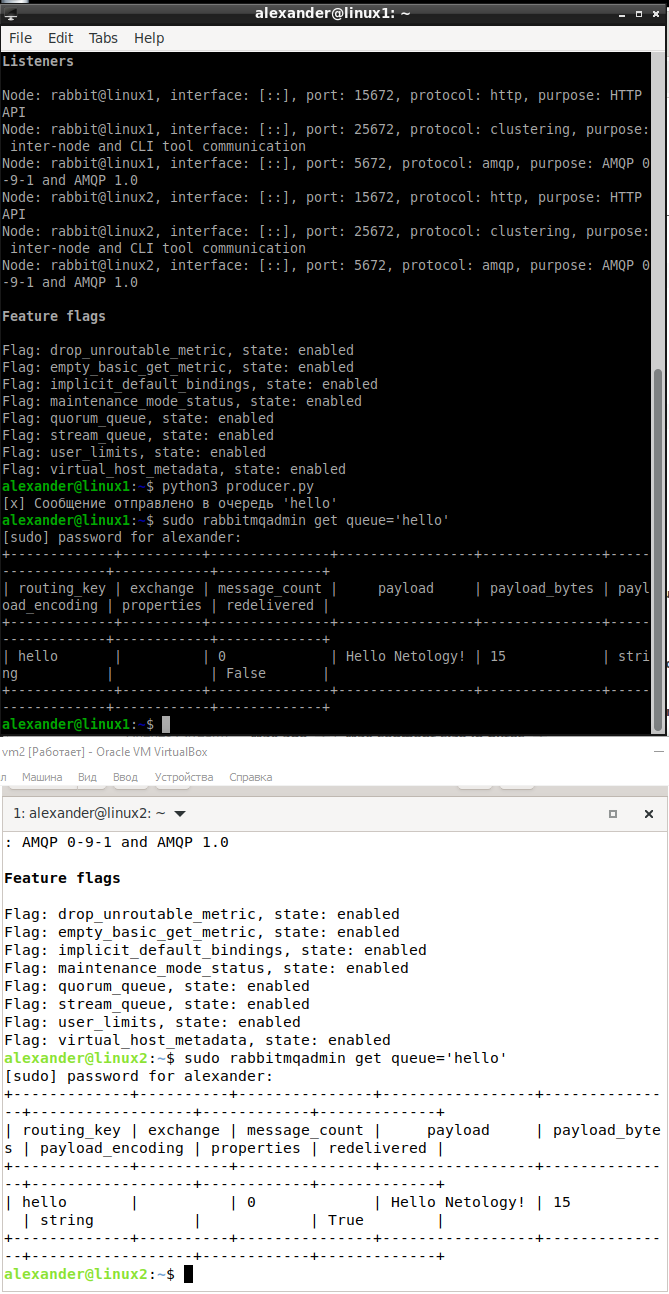 alexander@linux1: ~
File Edit Tabs Help
Listeners
Node: rabbit@linux1, interface: [::], port: 15672, protocol: http, purpose: HTTP
API
Node: rabbit@linux1, interface: [::], port: 25672, protocol: clustering, purpose:
inter-node and CLI tool communication
Node: rabbit@linux1, interface: [::], port: 5672, protocol: amqp, purpose: AMQP 0
-9-1 and AMQP 1.0
Node: rabbit@linux2, interface: [::], port: 15672, protocol: http, purpose: HTTP
API
Node: rabbit@linux2, interface: [::], port: 25672, protocol: clustering, purpose:
inter-node and CLI tool communication
Node: rabbit@linux2, interface: [::], port: 5672, protocol: amqp, purpose: AMQP 0
-9-1 and AMQP 1.0
Feature flags
Flag: drop_unroutable_metric, state: enabled
Flag: empty_basic_get_metric, state: enabled
Flag: implicit_default_bindings, state: enabled
Flag: maintenance_mode_status, state: enabled
Flag: quorum_queue, state: enabled
Flag: stream_queue, state: enabled
Flag: user_limits, state: enabled
Flag: virtual_host_metadata, state: enabled
alexander@linux1:~$ python3 producer.py
[x] Сообщение отправлено в очередь 'hello'
alexander@linux1:~$ sudo rabbitmqadmin get queue='hello'
[sudo] password for alexander:
+-------------+----------+---------------+-----------------+---------------+-----
-------------+------------+-------------+
| routing_key | exchange | message_count |     payload     | payload_bytes | payl
oad_encoding | properties | redelivered |
+-------------+----------+---------------+-----------------+---------------+-----
-------------+------------+-------------+
| hello       |          | 0             | Hello Netology! | 15            | stri
ng           |            | False       |
+-------------+----------+---------------+-----------------+---------------+-----
-------------+------------+-------------+
alexander@linux1:~$
vm2 [Работает] - Oracle VM VirtualBox
л Машина Вид Ввод Устройства Справка
1: alexander@linux2: ~
: AMQP 0-9-1 and AMQP 1.0
Feature flags
Flag: drop_unroutable_metric, state: enabled
Flag: empty_basic_get_metric, state: enabled
Flag: implicit_default_bindings, state: enabled
Flag: maintenance_mode_status, state: enabled
Flag: quorum_queue, state: enabled
Flag: stream_queue, state: enabled
Flag: user_limits, state: enabled
Flag: virtual_host_metadata, state: enabled
alexander@linux2:~$ sudo rabbitmqadmin get queue='hello'
[sudo] password for alexander:
+-------------+----------+---------------+-----------------+-------------
--+------------------+------------+-------------+
| routing_key | exchange | message_count |     payload     | payload_byte
s | payload_encoding | properties | redelivered |
+-------------+----------+---------------+-----------------+-------------
--+------------------+------------+-------------+
| hello       |          | 0             | Hello Netology! | 15
  | string           |            | True        |
+-------------+----------+---------------+-----------------+-------------
--+------------------+------------+-------------+
alexander@linux2:~$